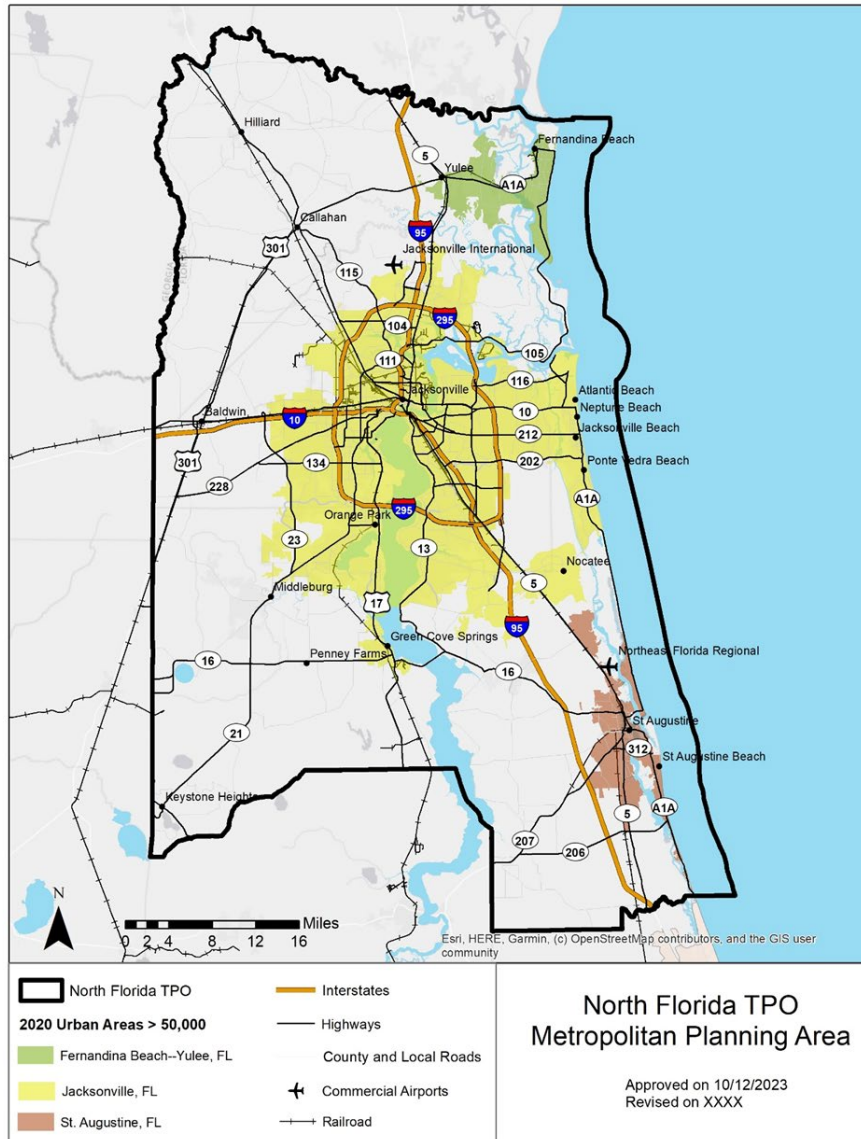 Hilliard
Fernandina Beach
5
Yulee
A1A
Callahan
95
301
Jacksonville International
GEORGIA
FLORIDA
115
295
104
105
111
116
Jacksonville
Atlantic Beach
10
Neptune Beach
Baldwin
10
212
Jacksonville Beach
301
134
202
Ponte Vedra Beach
228
A1A
295
Orange Park
23
13
5
Nocatee
Middleburg
17
95
Green Cove Springs
Northeast Florida Regional
16
Penney Farms
16
21
St Augustine
312
St Augustine Beach
Keystone Heights
5
A1A
207
206
N
Miles
0 2 4 8 12 16
Esri, HERE, Garmin, (c) OpenStreetMap contributors, and the GIS user
community
North Florida TPO
2020 Urban Areas > 50,000
Fernandina Beach--Yulee, FL
Jacksonville, FL
St. Augustine, FL
Interstates
Highways
County and Local Roads
Commercial Airports
Railroad
North Florida TPO
Metropolitan Planning Area
Approved on 10/12/2023
Revised on XXXX